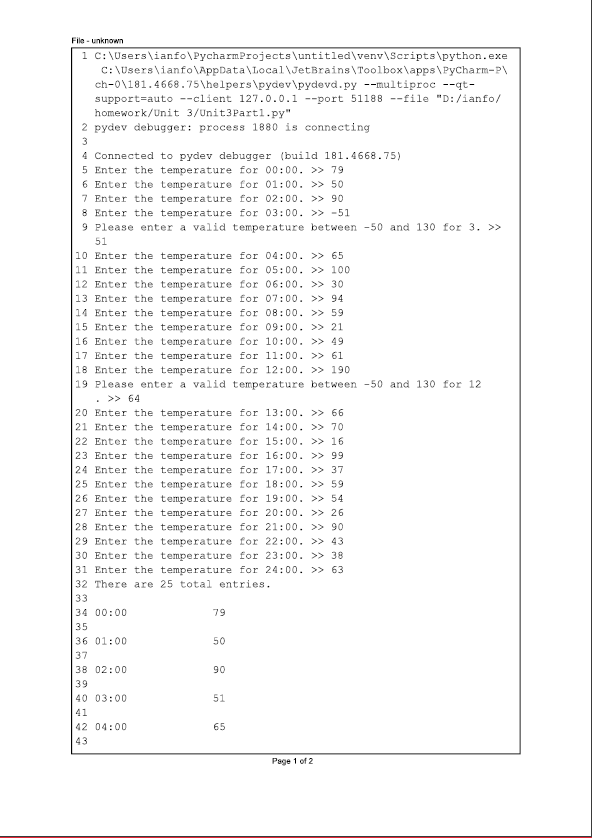 File - unknown
1 C:\Users\ianfo\PycharmProjects\untitled\venv\Scripts\python.exe
C:\Users\ianfo\AppData\Local\JetBrains\Toolbox\apps\PyCharm-P\
ch-0\181.4668.75\helpers\pydev\pydevd.py --multiproc --qt-
support=auto --client 127.0.0.1 --port 51188 --file "D:/ianfo/
homework/Unit 3/Unit3Part1.py"
2 pydev debugger: process 1880 is connecting
3
4 Connected to pydev debugger (build 181.4668.75)
5 Enter the temperature for 00:00. >> 79
6 Enter the temperature for 01:00. >> 50
7 Enter the temperature for 02:00. >> 90
8 Enter the temperature for 03:00. >> -51
9 Please enter a valid temperature between -50 and 130 for 3. >>
51
10 Enter the temperature for 04:00. >> 65
11 Enter the temperature for 05:00. >> 100
12 Enter the temperature for 06:00. >> 30
13 Enter the temperature for 07:00. >> 94
14 Enter the temperature for 08:00. >> 59
15 Enter the temperature for 09:00. >> 21
16 Enter the temperature for 10:00. >> 49
17 Enter the temperature for 11:00. >> 61
18 Enter the temperature for 12:00. >> 190
19 Please enter a valid temperature between -50 and 130 for 12
. >> 64
20 Enter the temperature for 13:00. >> 66
21 Enter the temperature for 14:00. >> 70
22 Enter the temperature for 15:00. >> 16
23 Enter the temperature for 16:00. >> 99
24 Enter the temperature for 17:00. >> 37
25 Enter the temperature for 18:00. >> 59
26 Enter the temperature for 19:00. >> 54
27 Enter the temperature for 20:00. >> 26
28 Enter the temperature for 21:00. >> 90
29 Enter the temperature for 22:00. >> 43
30 Enter the temperature for 23:00. >> 38
31 Enter the temperature for 24:00. >> 63
32 There are 25 total entries.
33
34 00:00 79
35
36 01:00 50
37
38 02:00 90
39
40 03:00 51
41
42 04:00 65
43
Page 1 of 2